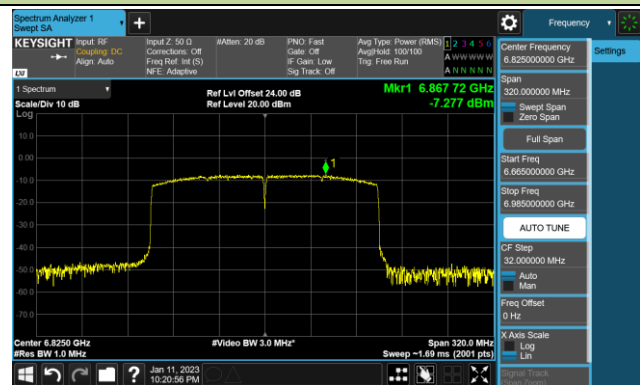 Spectrum Analyzer 1
Swept SA
Frequency
KEYSIGHT
Input: RF
Coupling: DC
Align: Auto
Input Z: 50 Ω
Corrections: Off
Freq Ref: Int (S)
NFE: Adaptive
#Atten: 20 dB
PNO: Fast
Gate: Off
IF Gain: Low
Sig Track: Off
Avg Type: Power (RMS)
Avg|Hold: 100/100
Trig: Free Run
1 2 3 4 5 6
A W W W W W
A N N N N N
LXI
Center Frequency
6.825000000 GHz
Settings
Span
320.000000 MHz
Swept Span
Zero Span
Full Span
Start Freq
6.665000000 GHz
Stop Freq
6.985000000 GHz
AUTO TUNE
CF Step
32.000000 MHz
Auto
Man
Freq Offset
0 Hz
X Axis Scale
Log
Lin
Signal Track
(Span Zoom)
1 Spectrum
Scale/Div 10 dB
Log
Ref Lvl Offset 24.00 dB
Ref Level 20.00 dBm
Mkr1 6.867 72 GHz
-7.277 dBm
1
10.0
0.00
-10.0
-20.0
-30.0
-40.0
-50.0
-60.0
-70.0
Center 6.8250 GHz
#Res BW 1.0 MHz
#Video BW 3.0 MHz*
Span 320.0 MHz
Sweep ~1.69 ms (2001 pts)
?
Jan 11, 2023
10:20:56 PM